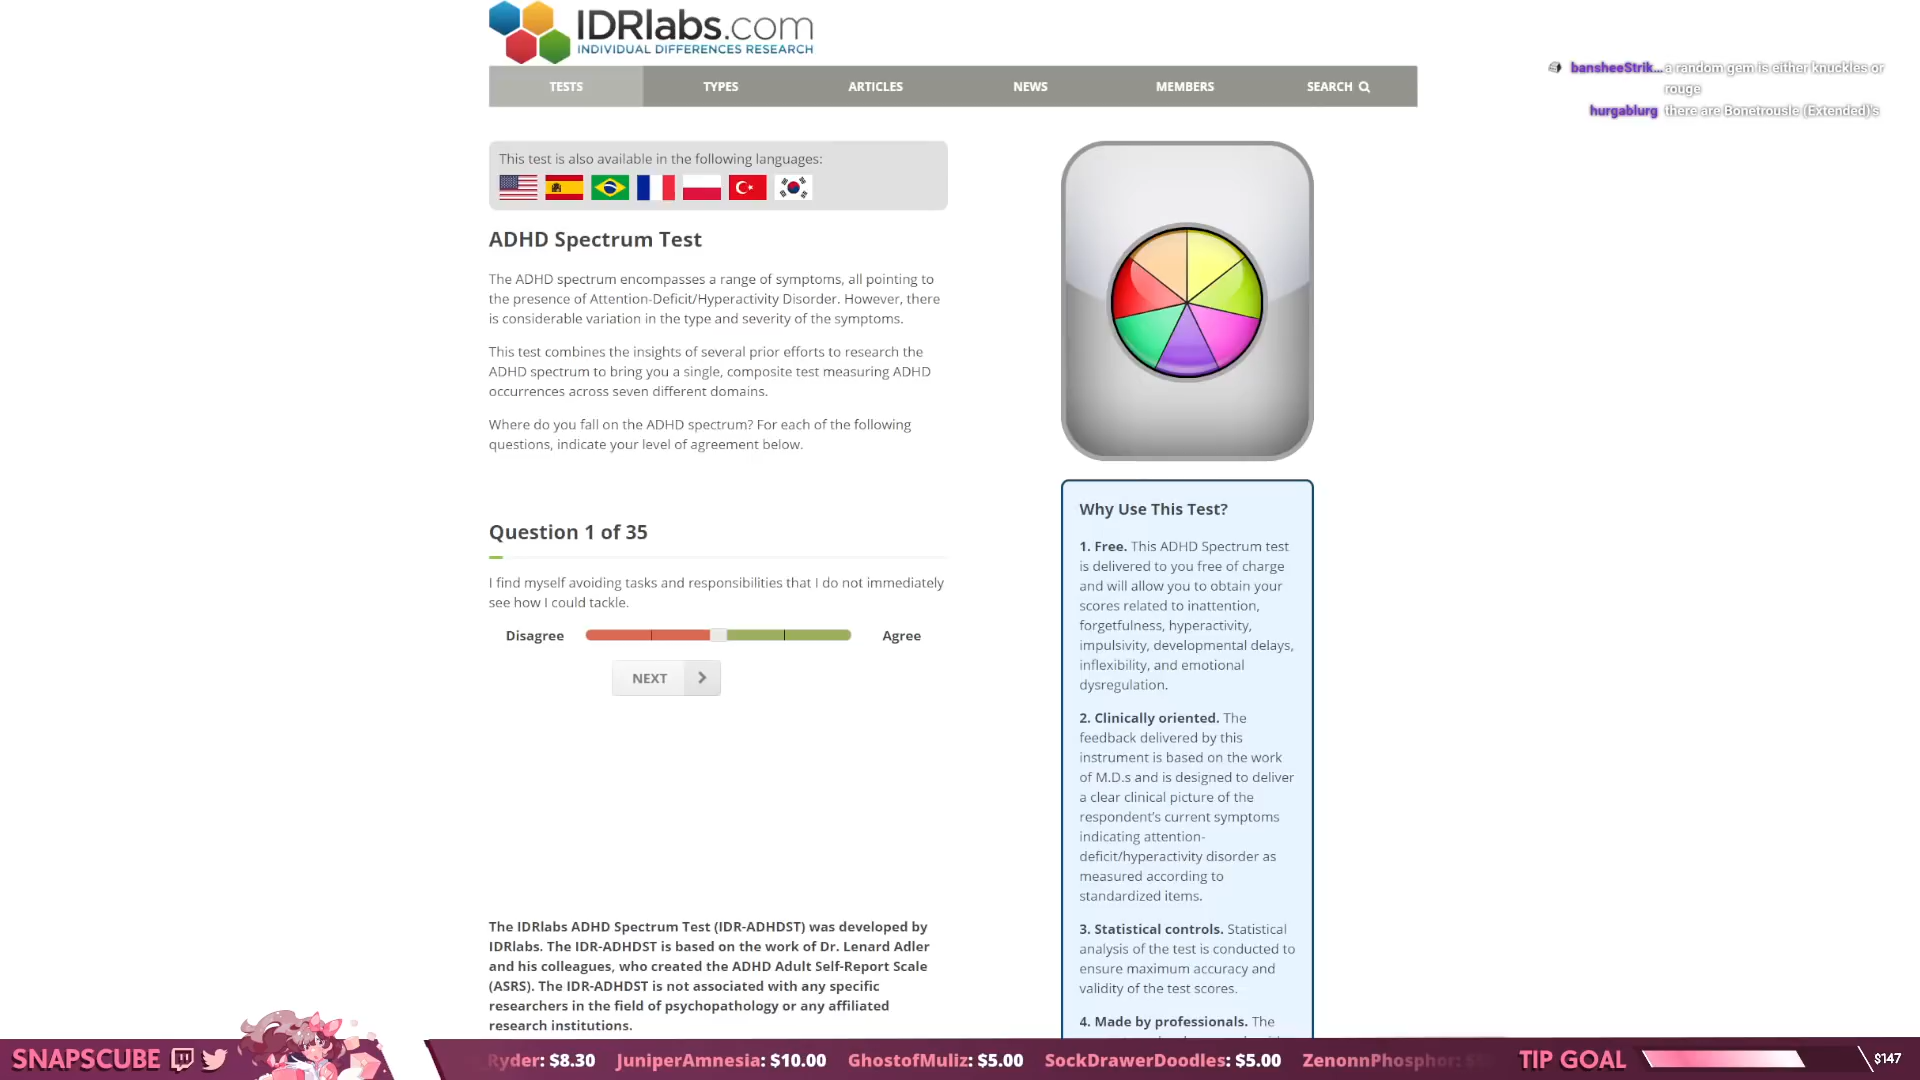 IDRlabs.com
INDIVIDUAL DIFFERENCES RESEARCH
TESTS
TYPES
ARTICLES
NEWS
MEMBERS
SEARCH
bansheeStrik... a random gem is either knuckles or
rouge
hurgablurg there are Bonetrousle (Extended)'s
This test is also available in the following languages:
ADHD Spectrum Test
The ADHD spectrum encompasses a range of symptoms, all pointing to
the presence of Attention-Deficit/Hyperactivity Disorder. However, there
is considerable variation in the type and severity of the symptoms.
This test combines the insights of several prior efforts to research the
ADHD spectrum to bring you a single, composite test measuring ADHD
occurrences across seven different domains.
Where do you fall on the ADHD spectrum? For each of the following
questions, indicate your level of agreement below.
Question 1 of 35
I find myself avoiding tasks and responsibilities that I do not immediately
see how I could tackle.
Disagree
Agree
NEXT
The IDRlabs ADHD Spectrum Test (IDR-ADHDST) was developed by
IDRlabs. The IDR-ADHDST is based on the work of Dr. Lenard Adler
and his colleagues, who created the ADHD Adult Self-Report Scale
(ASRS). The IDR-ADHDST is not associated with any specific
researchers in the field of psychopathology or any affiliated
research institutions.
Why Use This Test?
1. Free. This ADHD Spectrum test
is delivered to you free of charge
and will allow you to obtain your
scores related to inattention,
forgetfulness, hyperactivity,
impulsivity, developmental delays,
inflexibility, and emotional
dysregulation.
2. Clinically oriented. The
feedback delivered by this
instrument is based on the work
of M.D.s and is designed to deliver
a clear clinical picture of the
respondent's current symptoms
indicating attention-
deficit/hyperactivity disorder as
measured according to
standardized items.
3. Statistical controls. Statistical
analysis of the test is conducted to
ensure maximum accuracy and
validity of the test scores.
4. Made by professionals. The
SNAPSCUBE
Ryder: $8.30
JuniperAmnesia: $10.00
GhostofMuliz: $5.00
SockDrawerDoodles: $5.00
ZenonnPhosphor:
TIP GOAL
$147